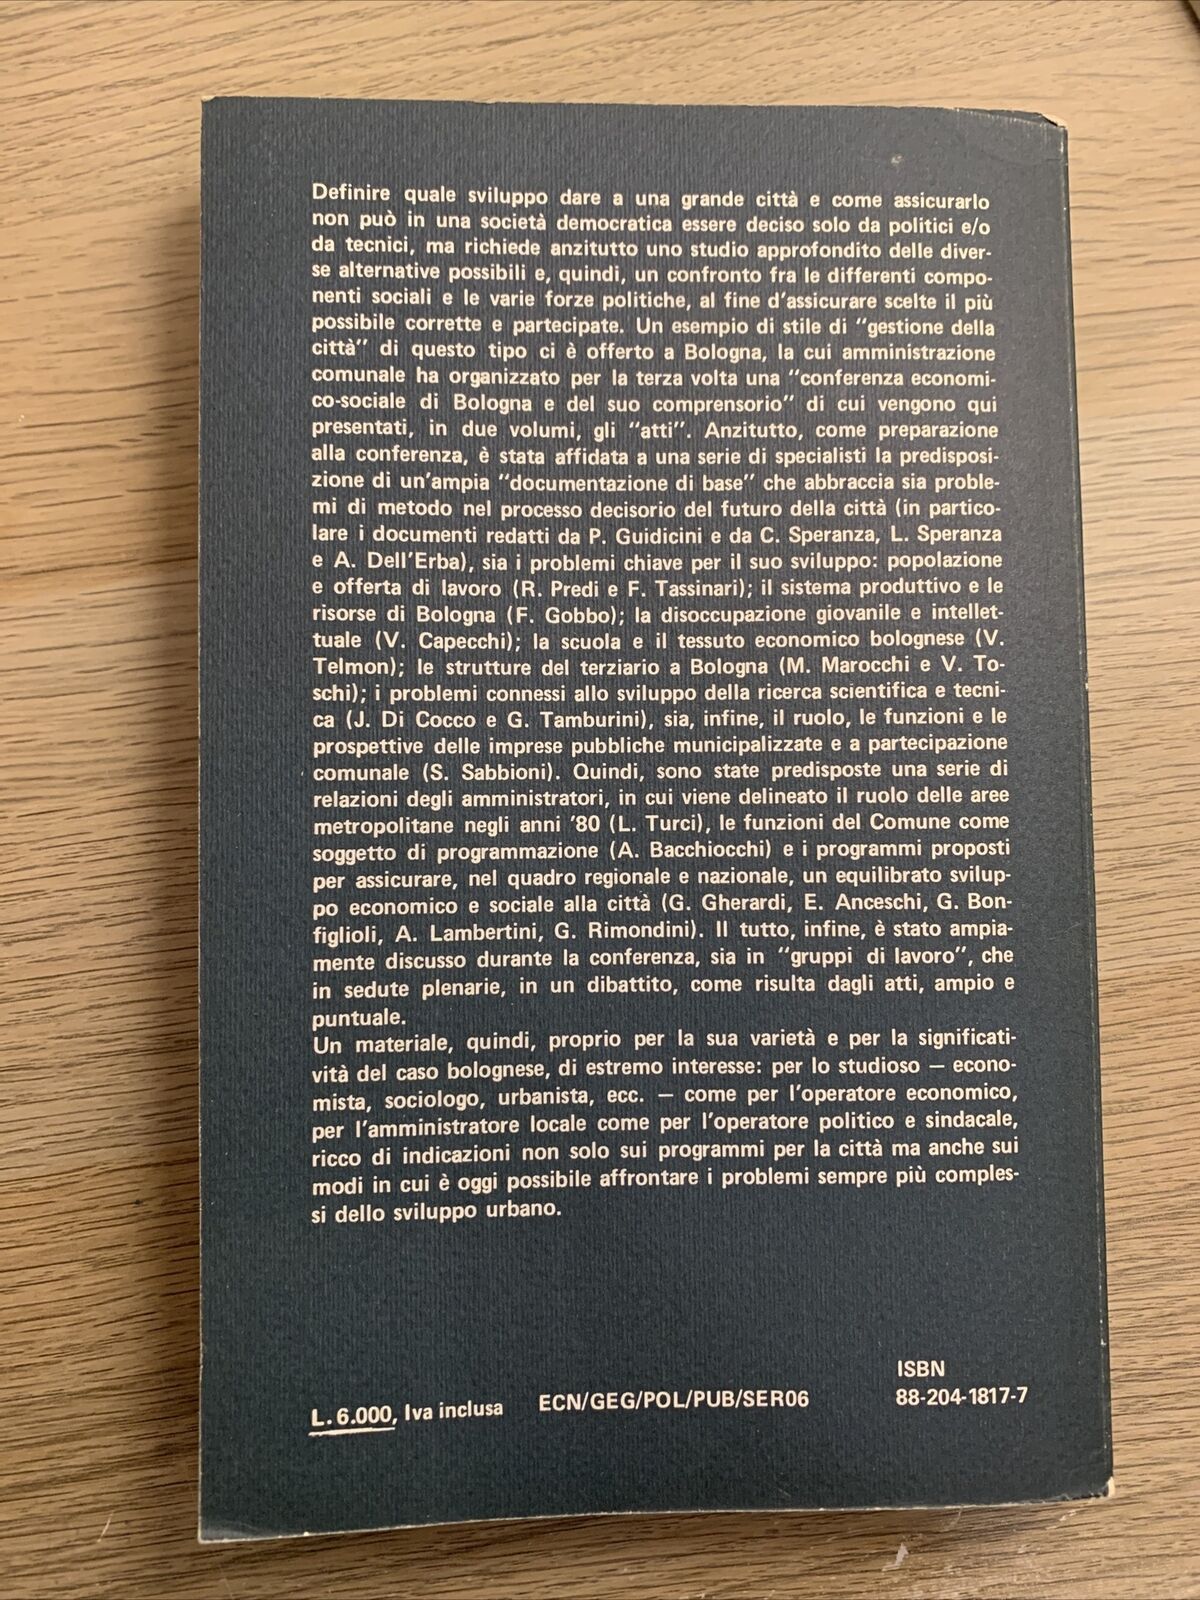 Definire quale sviluppo dare a una grande città e come assicurarlo
non può in una società democratica essere deciso solo da politici e/o
da tecnici, ma richiede anzitutto uno studio approfondito delle diver-
se alternative possibili e, quindi, un confronto fra le differenti compo-
nenti sociali e le varie forze politiche, al fine d'assicurare scelte il più
possibile corrette e partecipate. Un esempio di stile di "gestione della
città" di questo tipo ci è offerto a Bologna, la cui amministrazione
comunale ha organizzato per la terza volta una "conferenza economi-
co-sociale di Bologna e del suo comprensorio" di cui vengono qui
presentati, in due volumi, gli "atti". Anzitutto, come preparazione
alla conferenza, è stata affidata a una serie di specialisti la predisposi-
zione di un'ampia "documentazione di base" che abbraccia sia proble-
mi di metodo nel processo decisorio del futuro della città (in partico-
lare i documenti redatti da P. Guidicini e da C. Speranza, L. Speranza
e A. Dell'Erba), sia i problemi chiave per il suo sviluppo: popolazione
e offerta di lavoro (R. Predi e F. Tassinari); il sistema produttivo e le
risorse di Bologna (F. Gobbo); la disoccupazione giovanile e intellet-
tuale (V. Capecchi); la scuola e il tessuto economico bolognese (V.
Telmon); le strutture del terziario a Bologna (M. Marocchi e V. To-
schi); i problemi connessi allo sviluppo della ricerca scientifica e tecni-
ca (J. Di Cocco e G. Tamburini), sia, infine, il ruolo, le funzioni e le
prospettive delle imprese pubbliche municipalizzate e a partecipazione
comunale (S. Sabbioni). Quindi, sono state predisposte una serie di
relazioni degli amministratori, in cui viene delineato il ruolo delle aree
metropolitane negli anni '80 (L. Turci), le funzioni del Comune come
soggetto di programmazione (A. Bacchiocchi) e i programmi proposti
per assicurare, nel quadro regionale e nazionale, un equilibrato svilup-
po economico e sociale alla città (G. Gherardi, E. Anceschi, G. Bon-
figlioli, A. Lambertini, G. Rimondini). Il tutto, infine, è stato ampia-
mente discusso durante la conferenza, sia in "gruppi di lavoro", che
in sedute plenarie, in un dibattito, come risulta dagli atti, ampio e
puntuale.
Un materiale, quindi, proprio per la sua varietà e per la significati-
vità del caso bolognese, di estremo interesse: per lo studioso — econo-
mista, sociologo, urbanista, ecc. — come per l'operatore economico,
per l'amministratore locale come per l'operatore politico e sindacale,
ricco di indicazioni non solo sui programmi per la città ma anche sui
modi in cui è oggi possibile affrontare i problemi sempre più comples-
si dello sviluppo urbano.
L. 6.000, Iva inclusa
ECN/GEG/POL/PUB/SER06
ISBN
88-204-1817-7